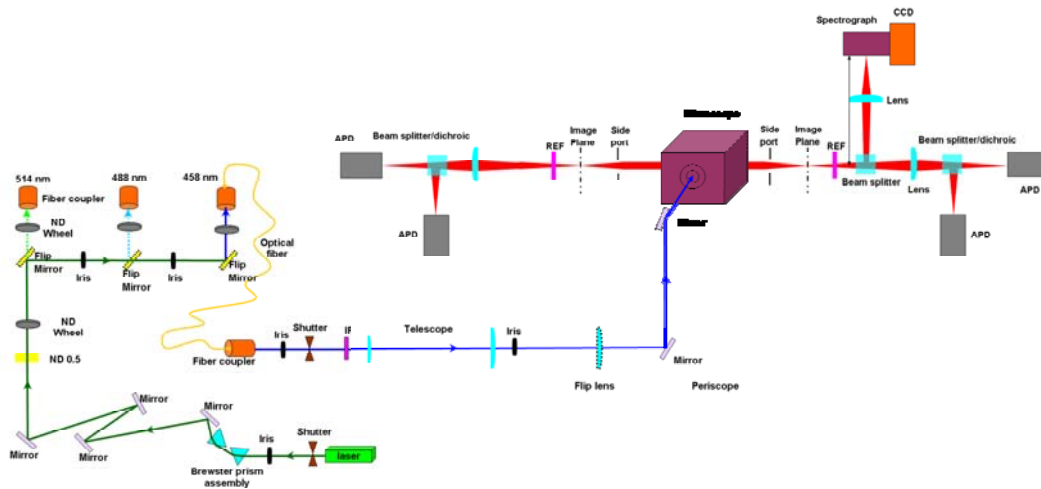 CCD
Spectrograph
Lens
Beam splitter/dichroic
APD
Beam splitter
Lens
APD
REF
Image
Plane
Side
port
Side
port
Image
Plane
REF
Beam splitter/dichroic
APD
APD
514 nm
488 nm
458 nm
Fiber coupler
ND
Wheel
Flip
Mirror
Iris
Flip
Mirror
Iris
Flip
Mirror
Optical
fiber
ND
Wheel
ND 0.5
Fiber coupler
Iris
Shutter
IF
Telescope
Iris
Flip lens
Mirror
Periscope
Mirror
Mirror
Mirror
Mirror
Brewster prism
assembly
Iris
Shutter
laser